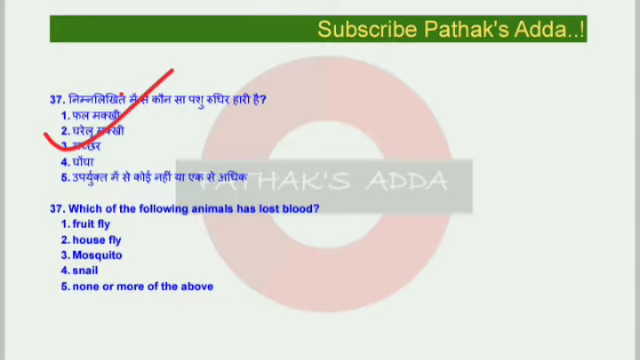 Subscribe Pathak's Adda..!
37. निम्नलिखित में से कौन सा पशु रुधिर हारी है?
1. फल मक्खी
2. घरेलू मक्खी
3. मच्छर
4. घोंघा
5. उपर्युक्त में से कोई नहीं या एक से अधिक
PATHAK'S ADDA
37. Which of the following animals has lost blood?
1. fruit fly
2. house fly
3. Mosquito
4. snail
5. none or more of the above